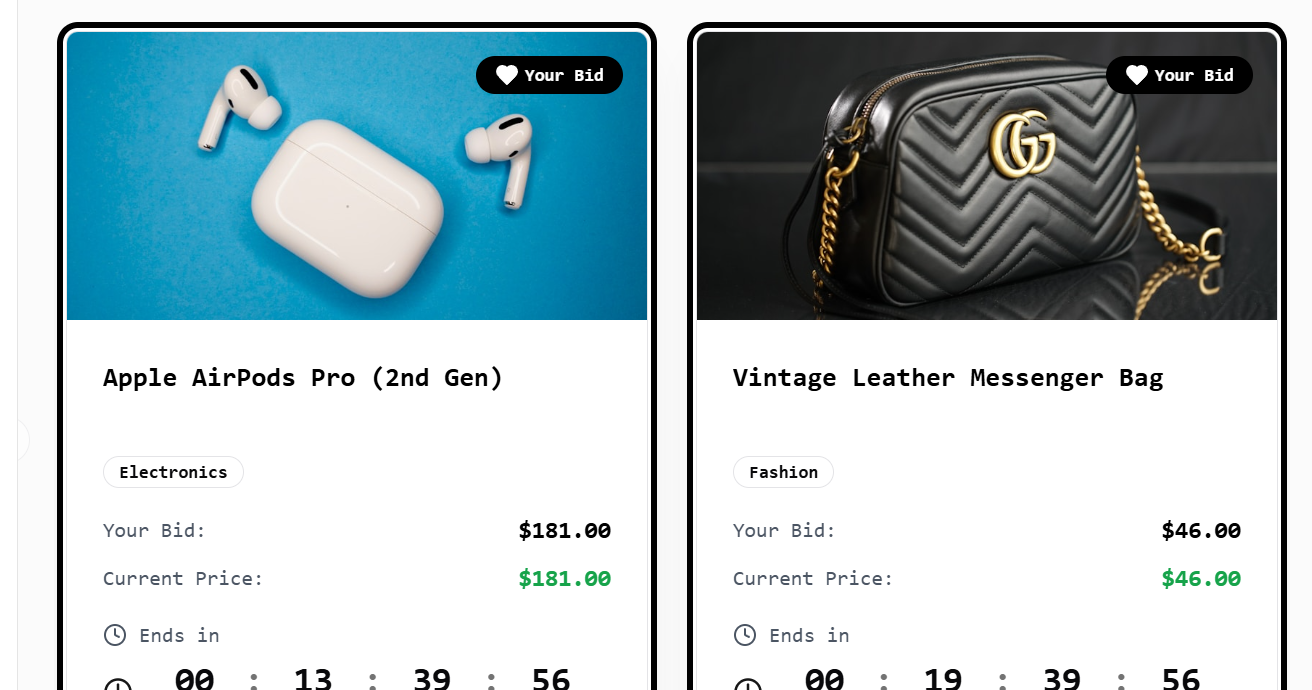 Your Bid
Apple AirPods Pro (2nd Gen)
Electronics
Your Bid: $181.00
Current Price: $181.00
Ends in
00 : 13 : 39 : 56
Your Bid
GG
Vintage Leather Messenger Bag
Fashion
Your Bid: $46.00
Current Price: $46.00
Ends in
00 : 19 : 39 : 56